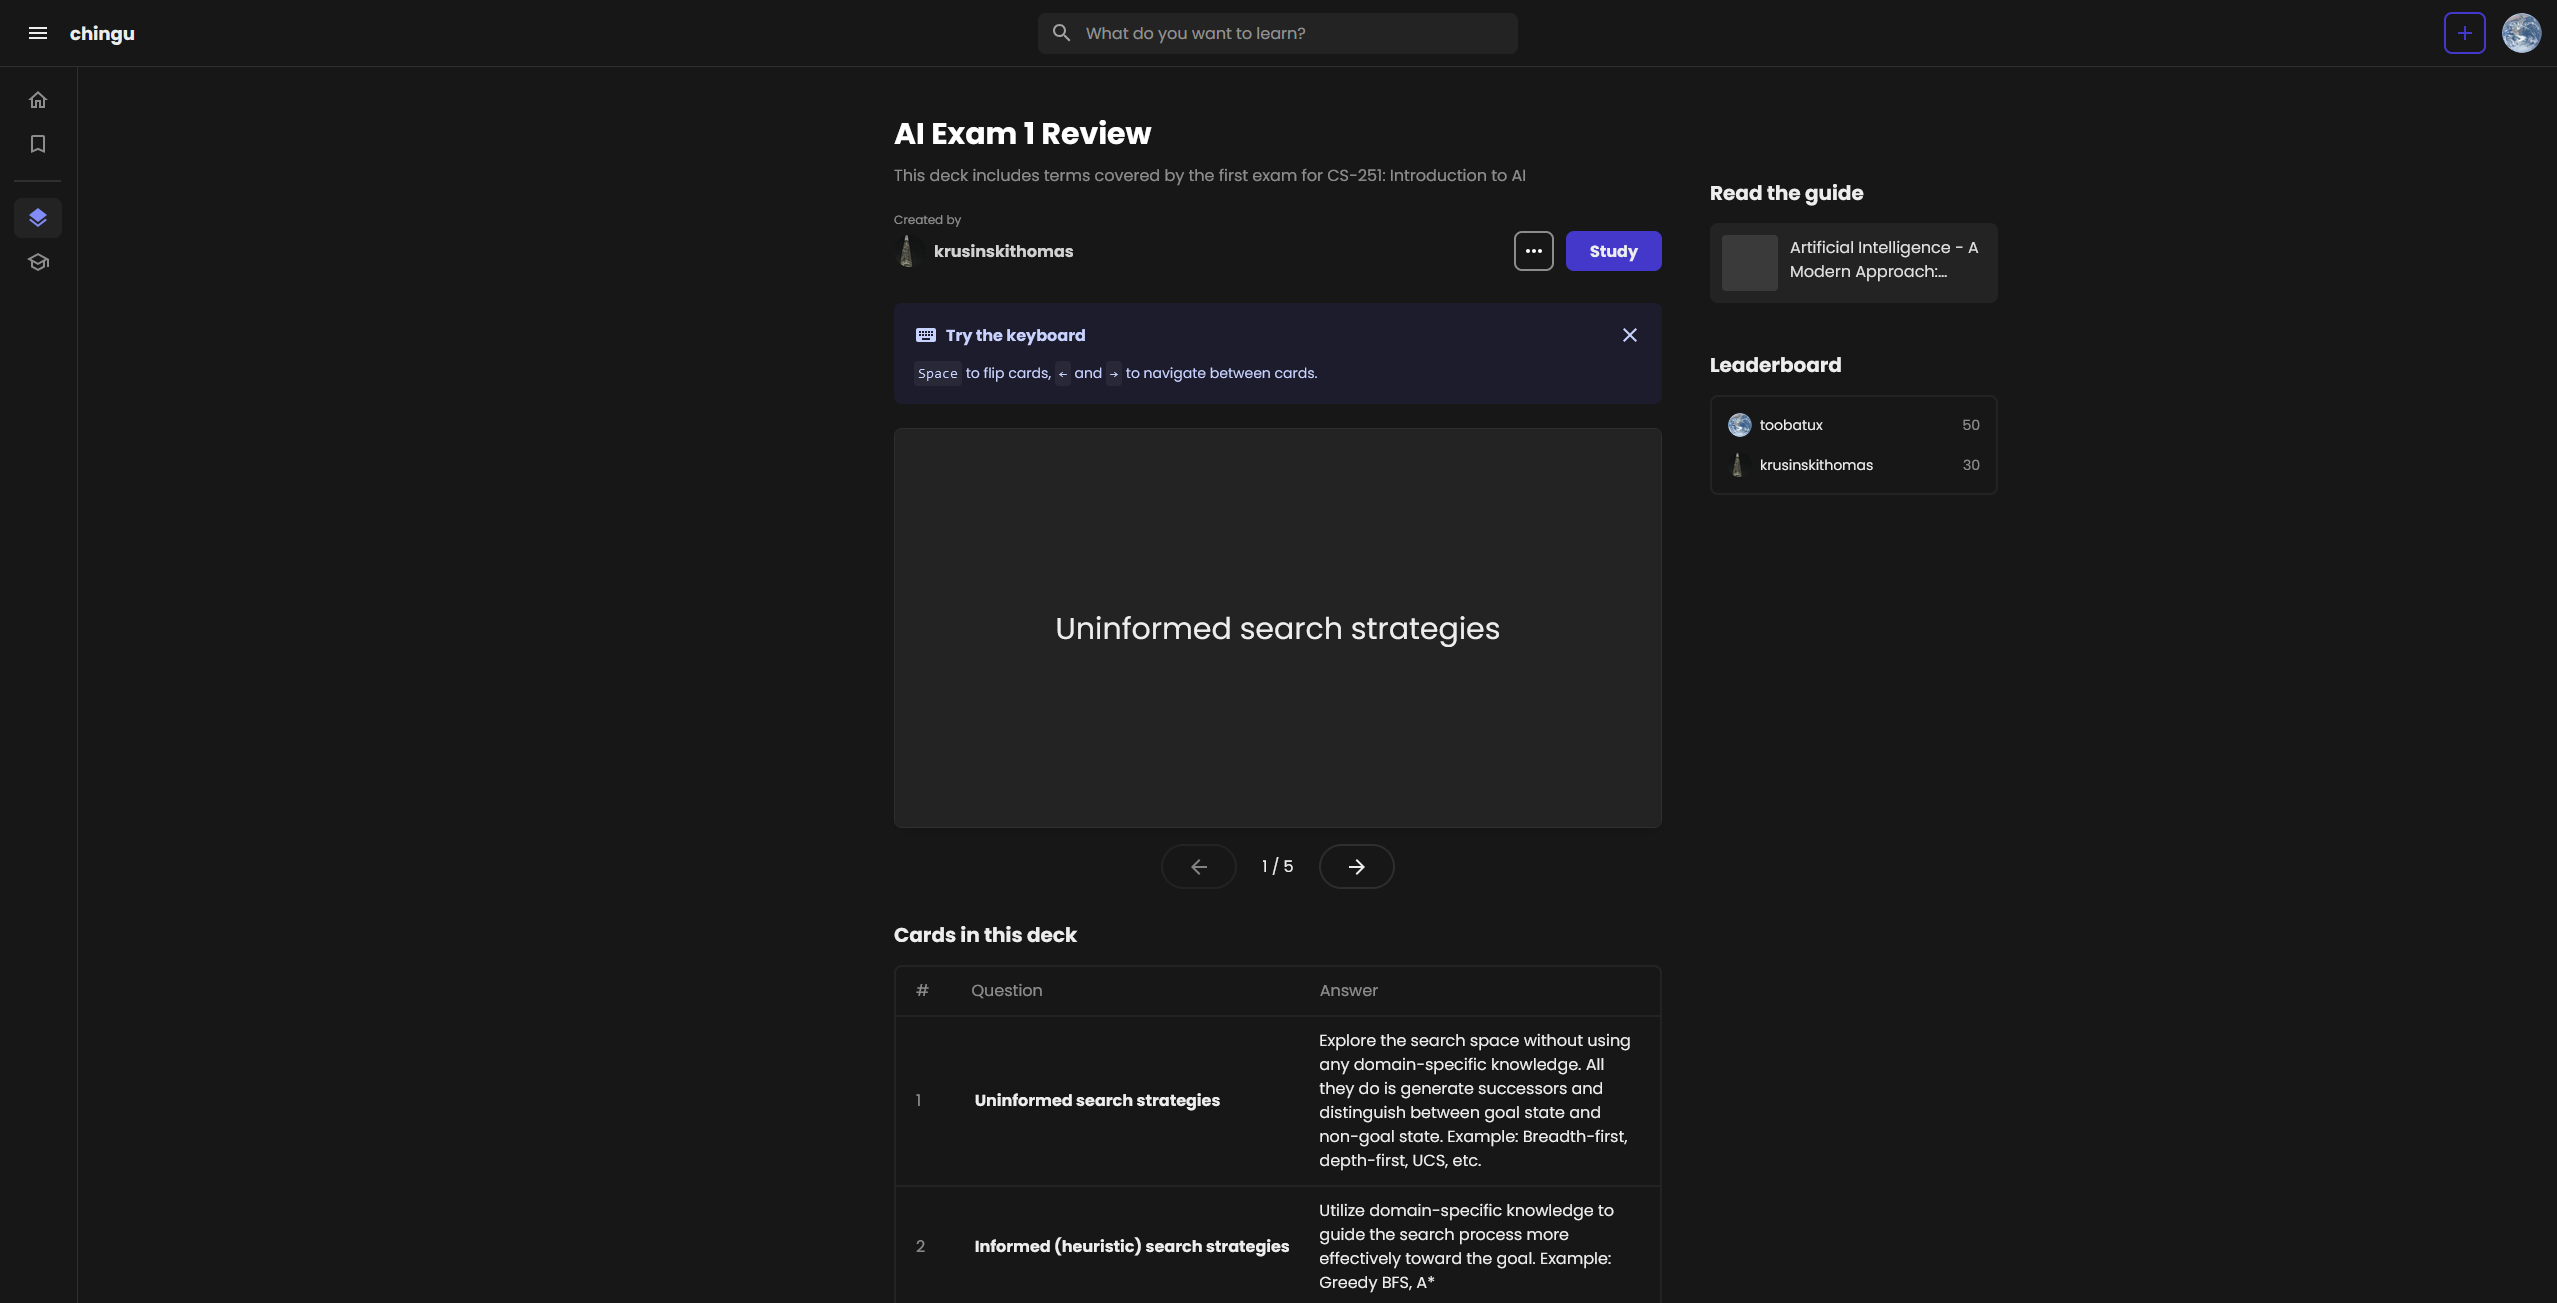 chingu
What do you want to learn?
AI Exam 1 Review
This deck includes terms covered by the first exam for CS-251: Introduction to AI
Created by
krusinskithomas
Study
Try the keyboard
Space to flip cards, ← and → to navigate between cards.
Uninformed search strategies
1 / 5
Cards in this deck
# Question Answer
1 Uninformed search strategies
Explore the search space without using
any domain-specific knowledge. All
they do is generate successors and
distinguish between goal state and
non-goal state. Example: Breadth-first,
depth-first, UCS, etc.
2 Informed (heuristic) search strategies
Utilize domain-specific knowledge to
guide the search process more
effectively toward the goal. Example:
Greedy BFS, A*
Read the guide
Artificial Intelligence - A
Modern Approach:...
Leaderboard
toobatux 50
krusinskithomas 30